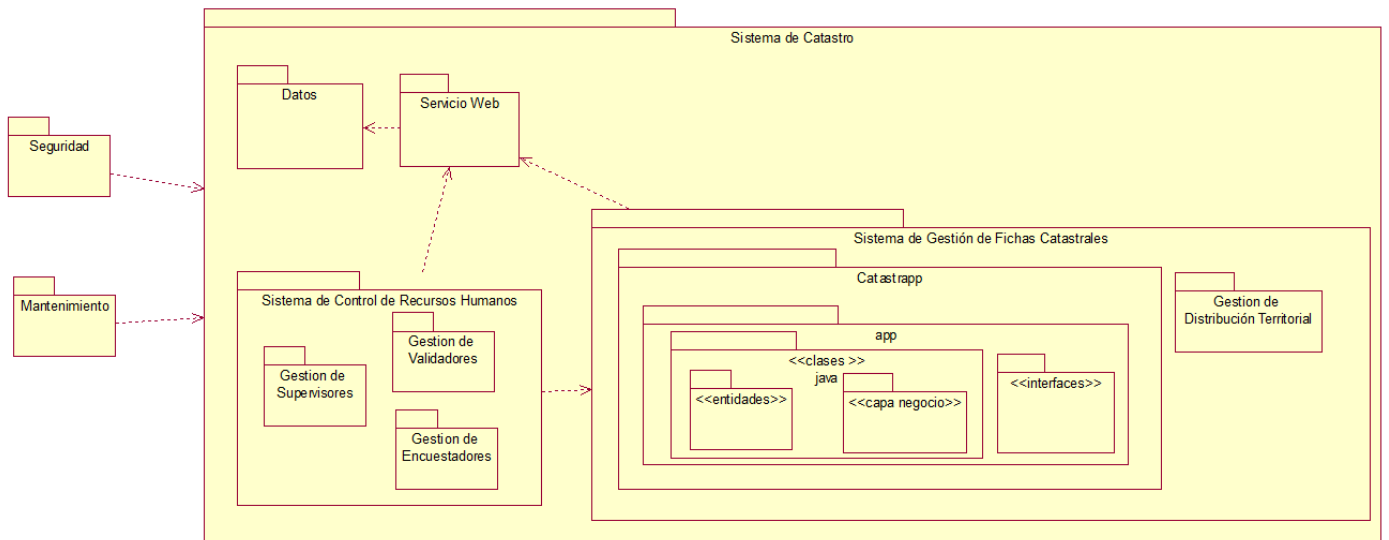 Sistema de Catastro
Datos
Servicio Web
Seguridad
Mantenimiento
Sistema de Control de Recursos Humanos
Gestion de
Validadores
Gestion de
Supervisores
Gestion de
Encuestadores
Sistema de Gestión de Fichas Catastrales
Catastrapp
app
<<clases >>
java
<<entidades>>
<<capa negocio>>
<<interfaces>>
Gestion de
Distribución Territorial